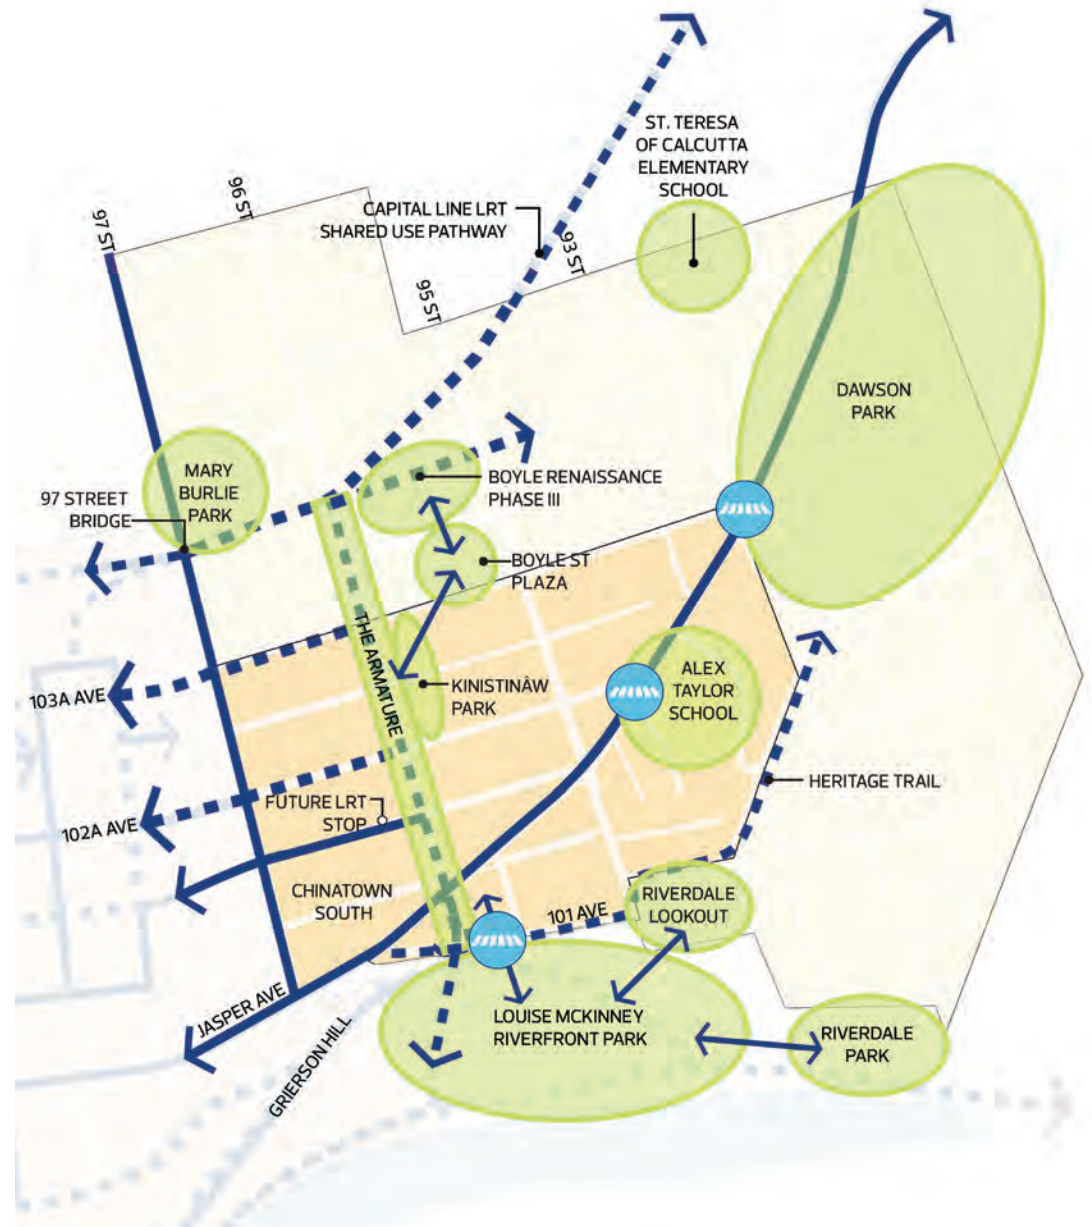 ST. TERESA
OF CALCUTTA
ELEMENTARY
SCHOOL
96 ST
97 ST
CAPITAL LINE LRT
SHARED USE PATHWAY
93 ST
95 ST
DAWSON
PARK
MARY
BURLIE
PARK
97 STREET
BRIDGE
BOYLE RENAISSANCE
PHASE III
BOYLE ST
PLAZA
THE ARMATURE
103A AVE
KINISTINÂW
PARK
ALEX
TAYLOR
SCHOOL
HERITAGE TRAIL
102A AVE
FUTURE LRT
STOP
CHINATOWN
SOUTH
RIVERDALE
LOOKOUT
101 AVE
JASPER AVE
GRIERSON HILL
LOUISE MCKINNEY
RIVERFRONT PARK
RIVERDALE
PARK